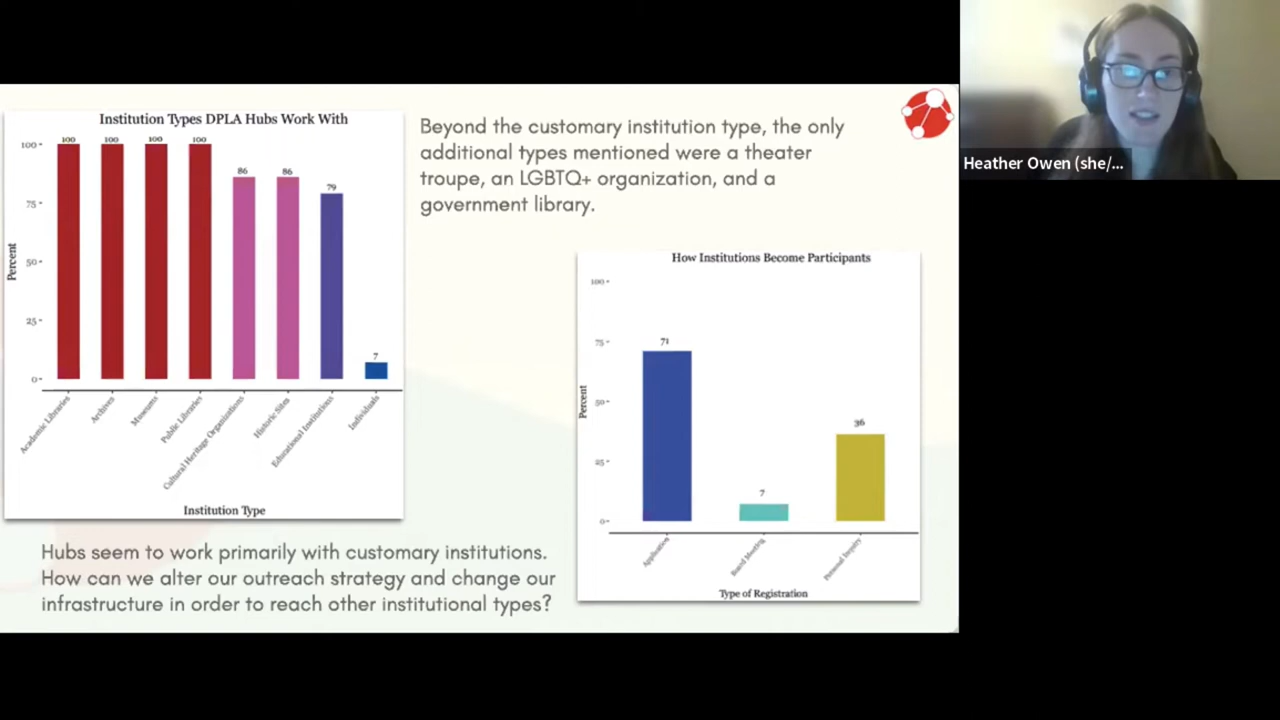 Institution Types DPLA Hubs Work With
100
100
100
100
86
86
79
7
100
75
50
25
0
Percent
Academic Libraries
Archives
Museums
Public Libraries
Cultural Heritage Organizations
Historic Sites
Educational Institutions
Individuals
Institution Type
Beyond the customary institution type, the only
additional types mentioned were a theater
troupe, an LGBTQ+ organization, and a
government library.
How Institutions Become Participants
100
75
50
25
0
Percent
71
7
36
Application
Board Meeting
Personal Inquiry
Type of Registration
Hubs seem to work primarily with customary institutions.
How can we alter our outreach strategy and change our
infrastructure in order to reach other institutional types?
Heather Owen (she/...